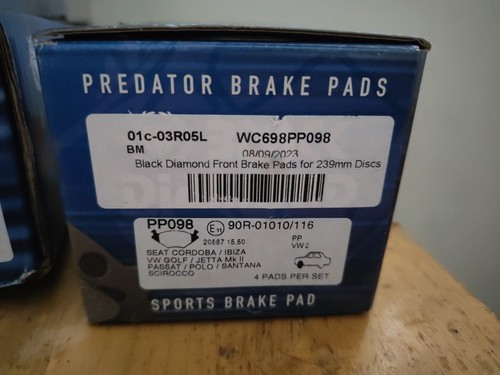 PREDATOR BRAKE PADS
01c-03R05L WC698PP098
BM 08/09/2023
Black Diamond Front Brake Pads for 239mm Discs
PP098 E11 90R-01010/116
20887 15.50 PP
VW2
SEAT CORDOBA / IBIZA
VW GOLF / JETTA Mk II
PASSAT / POLO / SANTANA
SCIROCCO 4 PADS PER SET
SPORTS BRAKE PAD